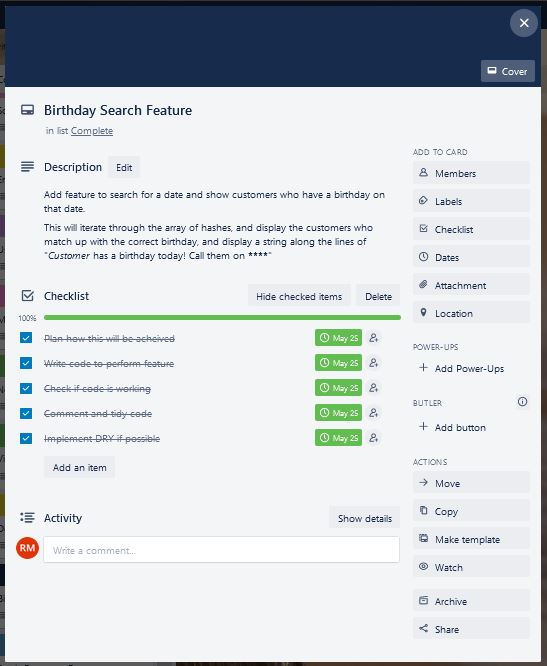 Cover
Birthday Search Feature
in list Complete
Description Edit
Add feature to search for a date and show customers who have a birthday on
that date.
This will iterate through the array of hashes, and display the customers who
match up with the correct birthday, and display a string along the lines of
"Customer has a birthday today! Call them on ****"
Checklist Hide checked items Delete
100%
Plan how this will be acheived May 25
Write code to perform feature May 25
Check if code is working May 25
Comment and tidy code May 25
Implement DRY if possible May 25
Add an item
Activity Show details
RM Write a comment...
ADD TO CARD
Members
Labels
Checklist
Dates
Attachment
Location
POWER-UPS
Add Power-Ups
BUTLER
Add button
ACTIONS
Move
Copy
Make template
Watch
Archive
Share